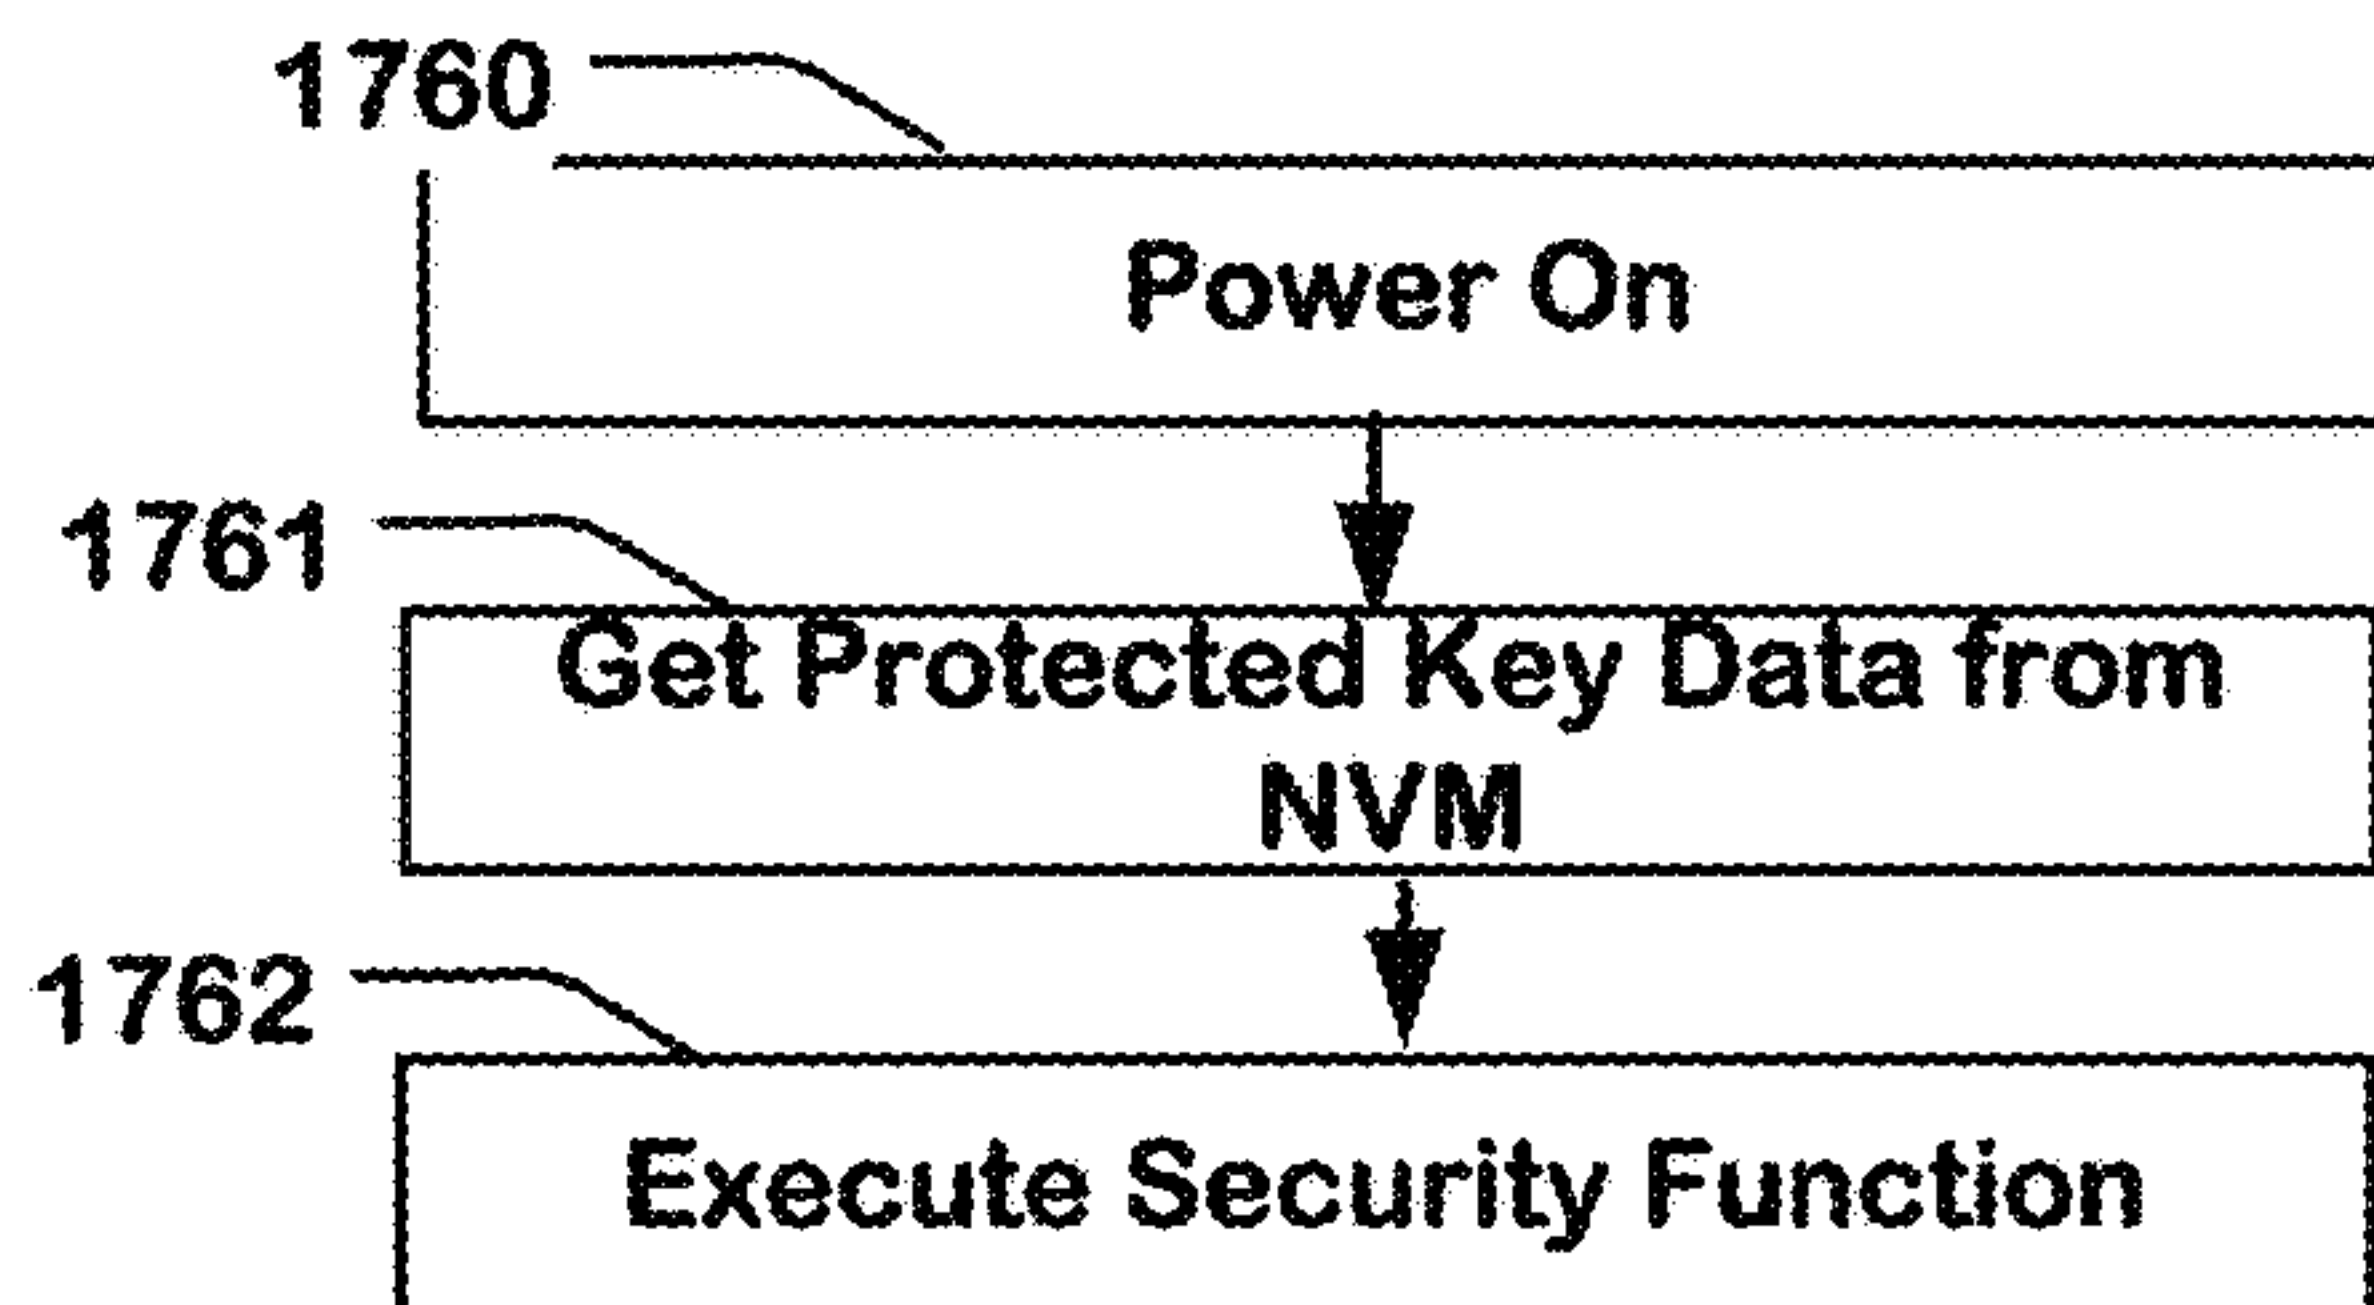 1760
Power On
1761
Get Protected Key Data from
NVM
1762
Execute Security Function